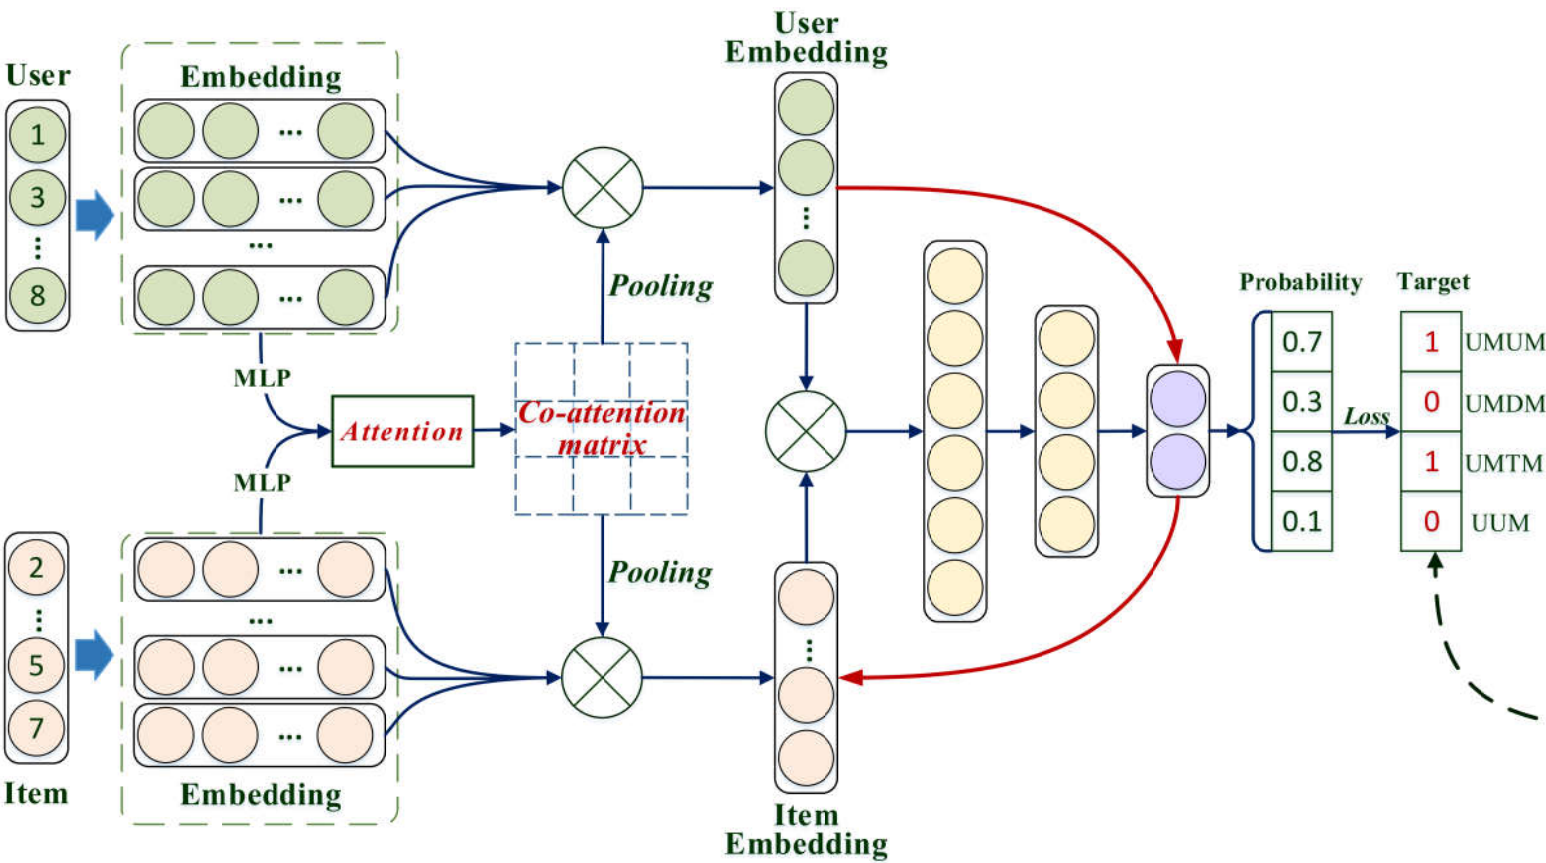 User
Embedding
User
Embedding
1
3
...
8
...
...
...
...
Pooling
MLP
Attention
Co-attention
matrix
MLP
Pooling
...
Probability
Target
0.7
1
UMUM
0.3
0
UMDM
Loss
0.8
1
UMTM
0.1
0
UUM
2
...
5
7
...
...
...
...
...
Item
Embedding
Item
Embedding